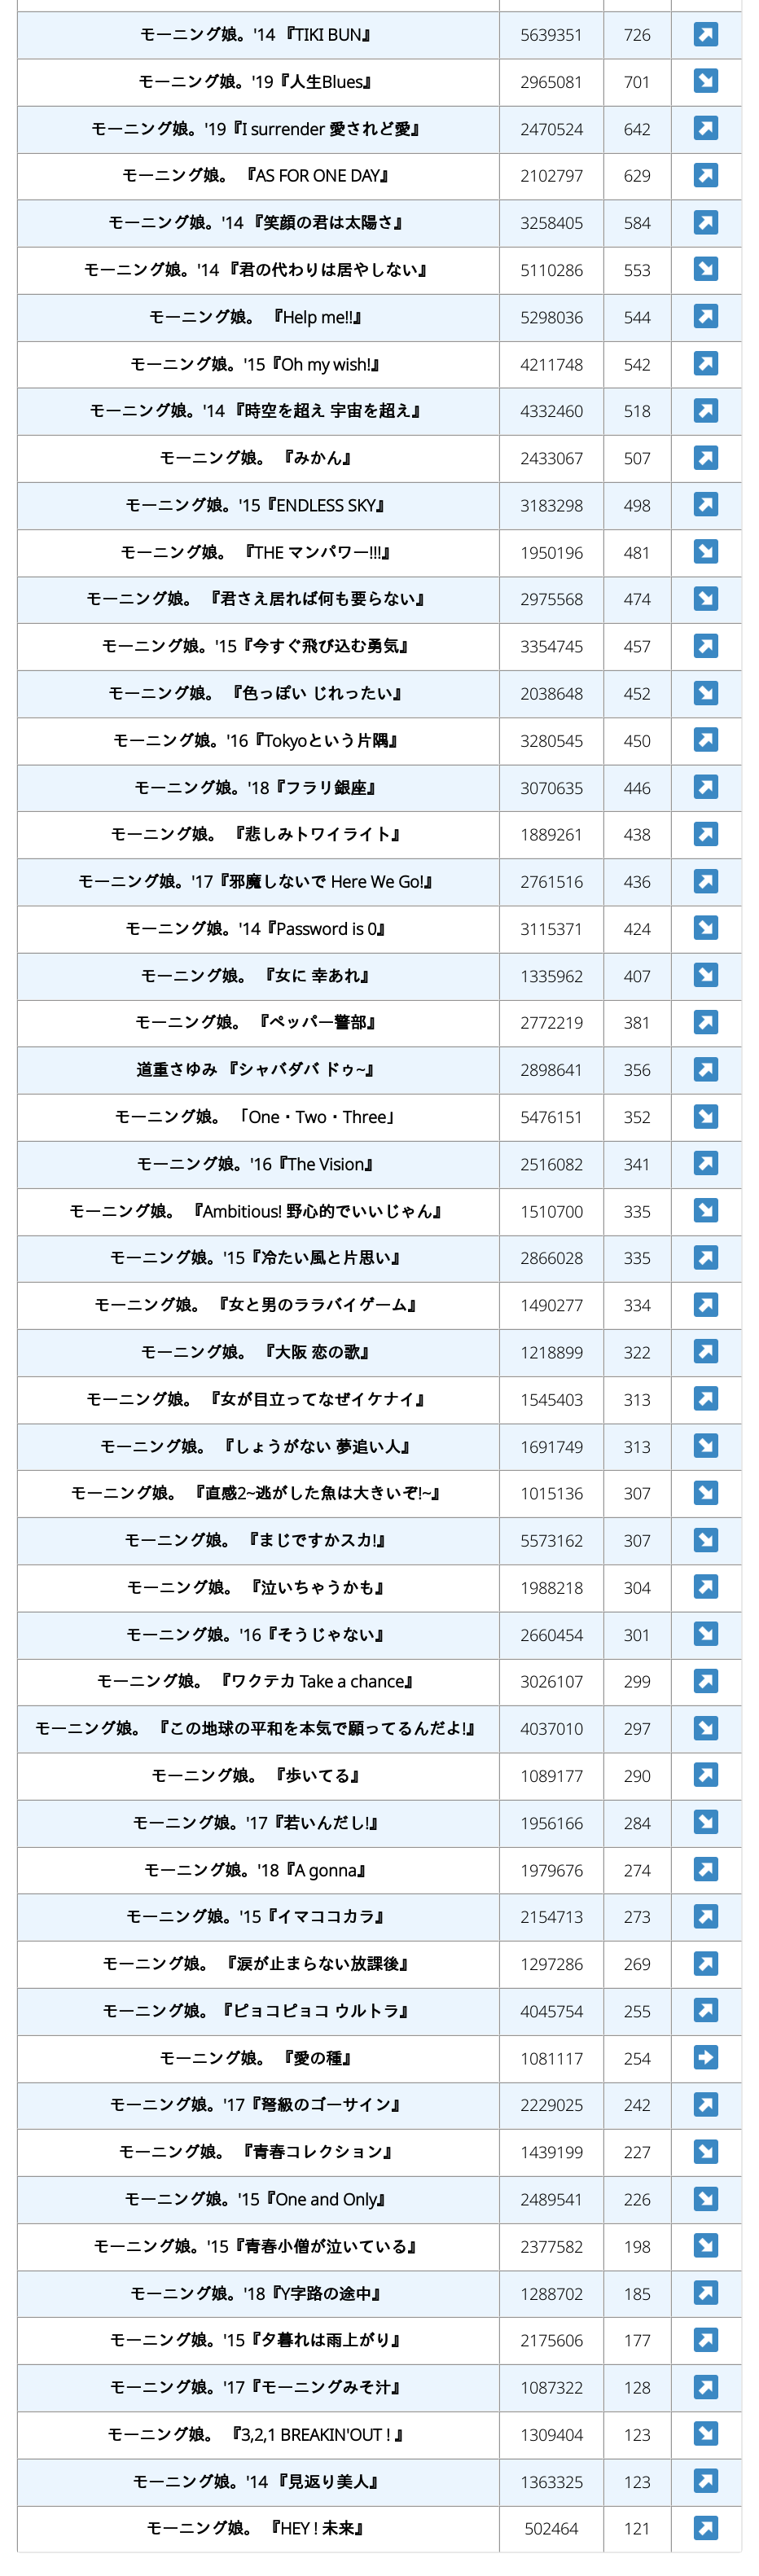 モーニング娘。'14 『TIKI BUN』 5639351 726
モーニング娘。'19『人生Blues』 2965081 701
モーニング娘。'19『I surrender 愛されど愛』 2470524 642
モーニング娘。 『AS FOR ONE DAY』 2102797 629
モーニング娘。'14 『笑顔の君は太陽さ』 3258405 584
モーニング娘。'14 『君の代わりは居やしない』 5110286 553
モーニング娘。 『Help me!!』 5298036 544
モーニング娘。'15『Oh my wish!』 4211748 542
モーニング娘。'14 『時空を超え 宇宙を超え』 4332460 518
モーニング娘。 『みかん』 2433067 507
モーニング娘。'15『ENDLESS SKY』 3183298 498
モーニング娘。 『THE マンパワー!!!』 1950196 481
モーニング娘。 『君さえ居れば何も要らない』 2975568 474
モーニング娘。'15『今すぐ飛び込む勇気』 3354745 457
モーニング娘。 『色っぽい じれったい』 2038648 452
モーニング娘。'16『Tokyoという片隅』 3280545 450
モーニング娘。'18『フラリ銀座』 3070635 446
モーニング娘。 『悲しみトワイライト』 1889261 438
モーニング娘。'17『邪魔しないで Here We Go!』 2761516 436
モーニング娘。'14『Password is 0』 3115371 424
モーニング娘。 『女に 幸あれ』 1335962 407
モーニング娘。 『ペッパー警部』 2772219 381
道重さゆみ 『シャバダバ ドゥ~』 2898641 356
モーニング娘。 「One・Two・Three」 5476151 352
モーニング娘。'16『The Vision』 2516082 341
モーニング娘。 『Ambitious! 野心的でいいじゃん』 1510700 335
モーニング娘。'15『冷たい風と片思い』 2866028 335
モーニング娘。 『女と男のララバイゲーム』 1490277 334
モーニング娘。 『大阪 恋の歌』 1218899 322
モーニング娘。 『女が目立ってなぜイケナイ』 1545403 313
モーニング娘。 『しょうがない 夢追い人』 1691749 313
モーニング娘。 『直感2~逃がした魚は大きいぞ!~』 1015136 307
モーニング娘。 『まじですかスカ!』 5573162 307
モーニング娘。 『泣いちゃうかも』 1988218 304
モーニング娘。'16『そうじゃない』 2660454 301
モーニング娘。 『ワクテカ Take a chance』 3026107 299
モーニング娘。 『この地球の平和を本気で願ってるんだよ!』 4037010 297
モーニング娘。 『歩いてる』 1089177 290
モーニング娘。'17『若いんだし!』 1956166 284
モーニング娘。'18『A gonna』 1979676 274
モーニング娘。'15『イマココカラ』 2154713 273
モーニング娘。 『涙が止まらない放課後』 1297286 269
モーニング娘。『ピョコピョコ ウルトラ』 4045754 255
モーニング娘。 『愛の種』 1081117 254
モーニング娘。'17『弩級のゴーサイン』 2229025 242
モーニング娘。 『青春コレクション』 1439199 227
モーニング娘。'15『One and Only』 2489541 226
モーニング娘。'15『青春小僧が泣いている』 2377582 198
モーニング娘。'18『Y字路の途中』 1288702 185
モーニング娘。'15『夕暮れは雨上がり』 2175606 177
モーニング娘。'17『モーニングみそ汁』 1087322 128
モーニング娘。 『3,2,1 BREAKIN'OUT ! 』 1309404 123
モーニング娘。'14 『見返り美人』 1363325 123
モーニング娘。 『HEY ! 未来』 502464 121